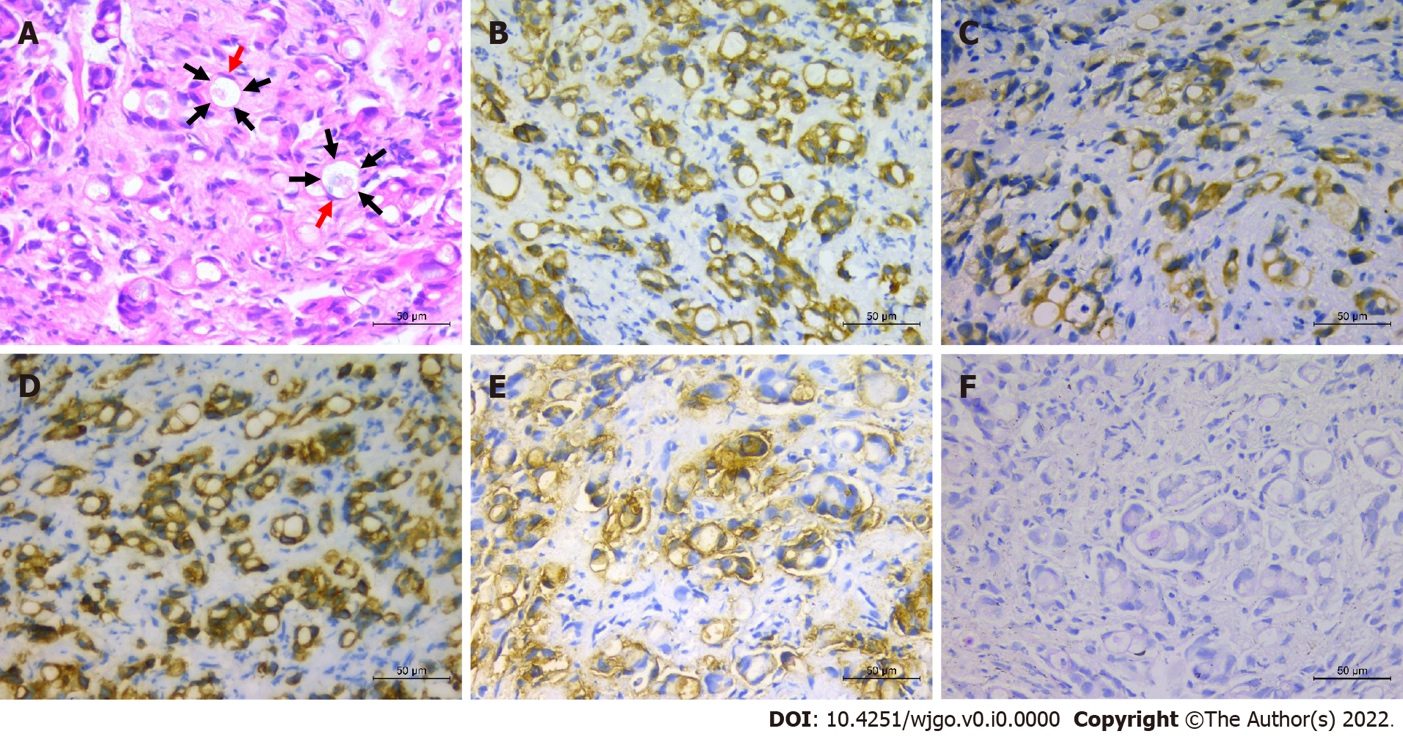 A
B
C
50 µm
50 µm
50 µm
D
E
F
50 µm
50 µm
50 µm
DOI: 10.4251/wjgo.v0.i0.0000 Copyright ©The Author(s) 2022.